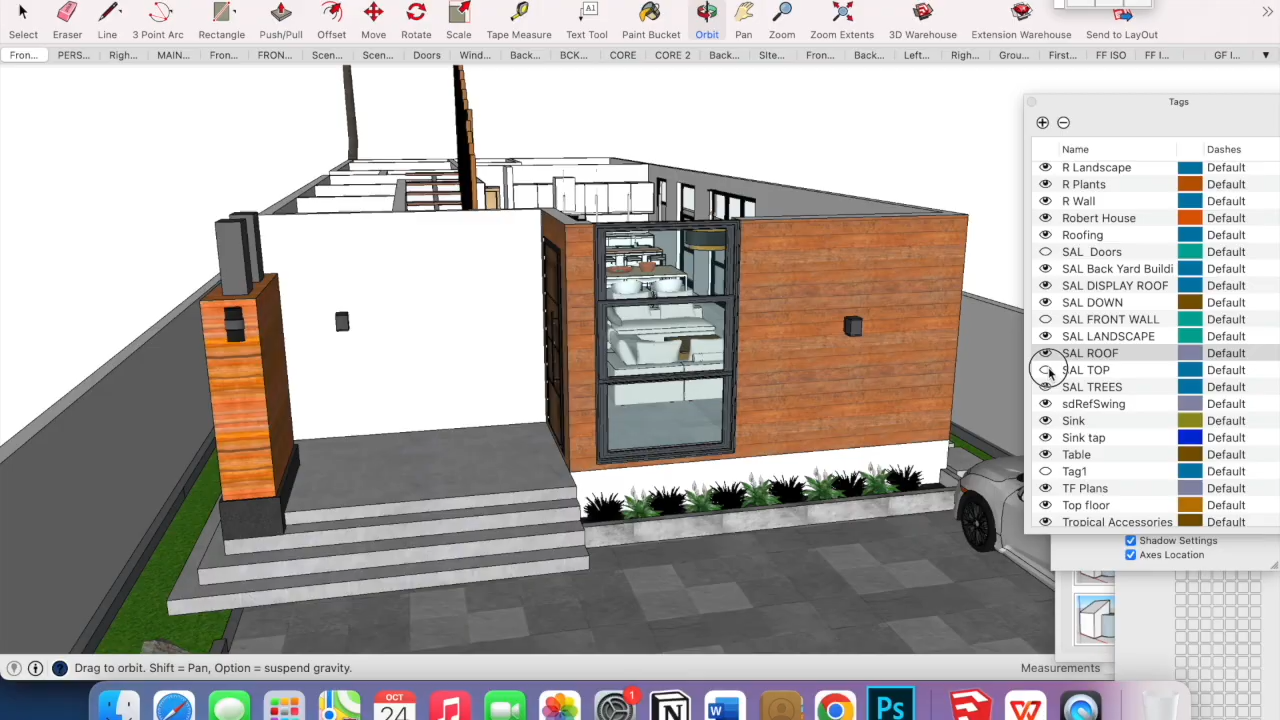 Select Eraser Line 3 Point Arc Rectangle Push/Pull Offset Move Rotate Scale Tape Measure Text Tool Paint Bucket Orbit Pan Zoom Zoom Extents 3D Warehouse Extension Warehouse Send to LayOut
Fron... PERS... Righ... MAIN... Fron... FRON... Scen... Scen... Doors Wind... Back... BCK... CORE CORE 2 Back... Site... Fron... Back... Left... Righ... Grou... First... FF ISO FF I... GF I...
Tags
Name Dashes
R Landscape Default
R Plants Default
R Wall Default
Robert House Default
Roofing Default
SAL Doors Default
SAL Back Yard Buildi Default
SAL DISPLAY ROOF Default
SAL DOWN Default
SAL FRONT WALL Default
SAL LANDSCAPE Default
SAL ROOF Default
SAL TOP Default
SAL TREES Default
sdRefSwing Default
Sink Default
Sink tap Default
Table Default
Tag1 Default
TF Plans Default
Top floor Default
Tropical Accessories Default
Shadow Settings
Axes Location
Drag to orbit. Shift = Pan, Option = suspend gravity. Measurements
OCT
24
1
Ps